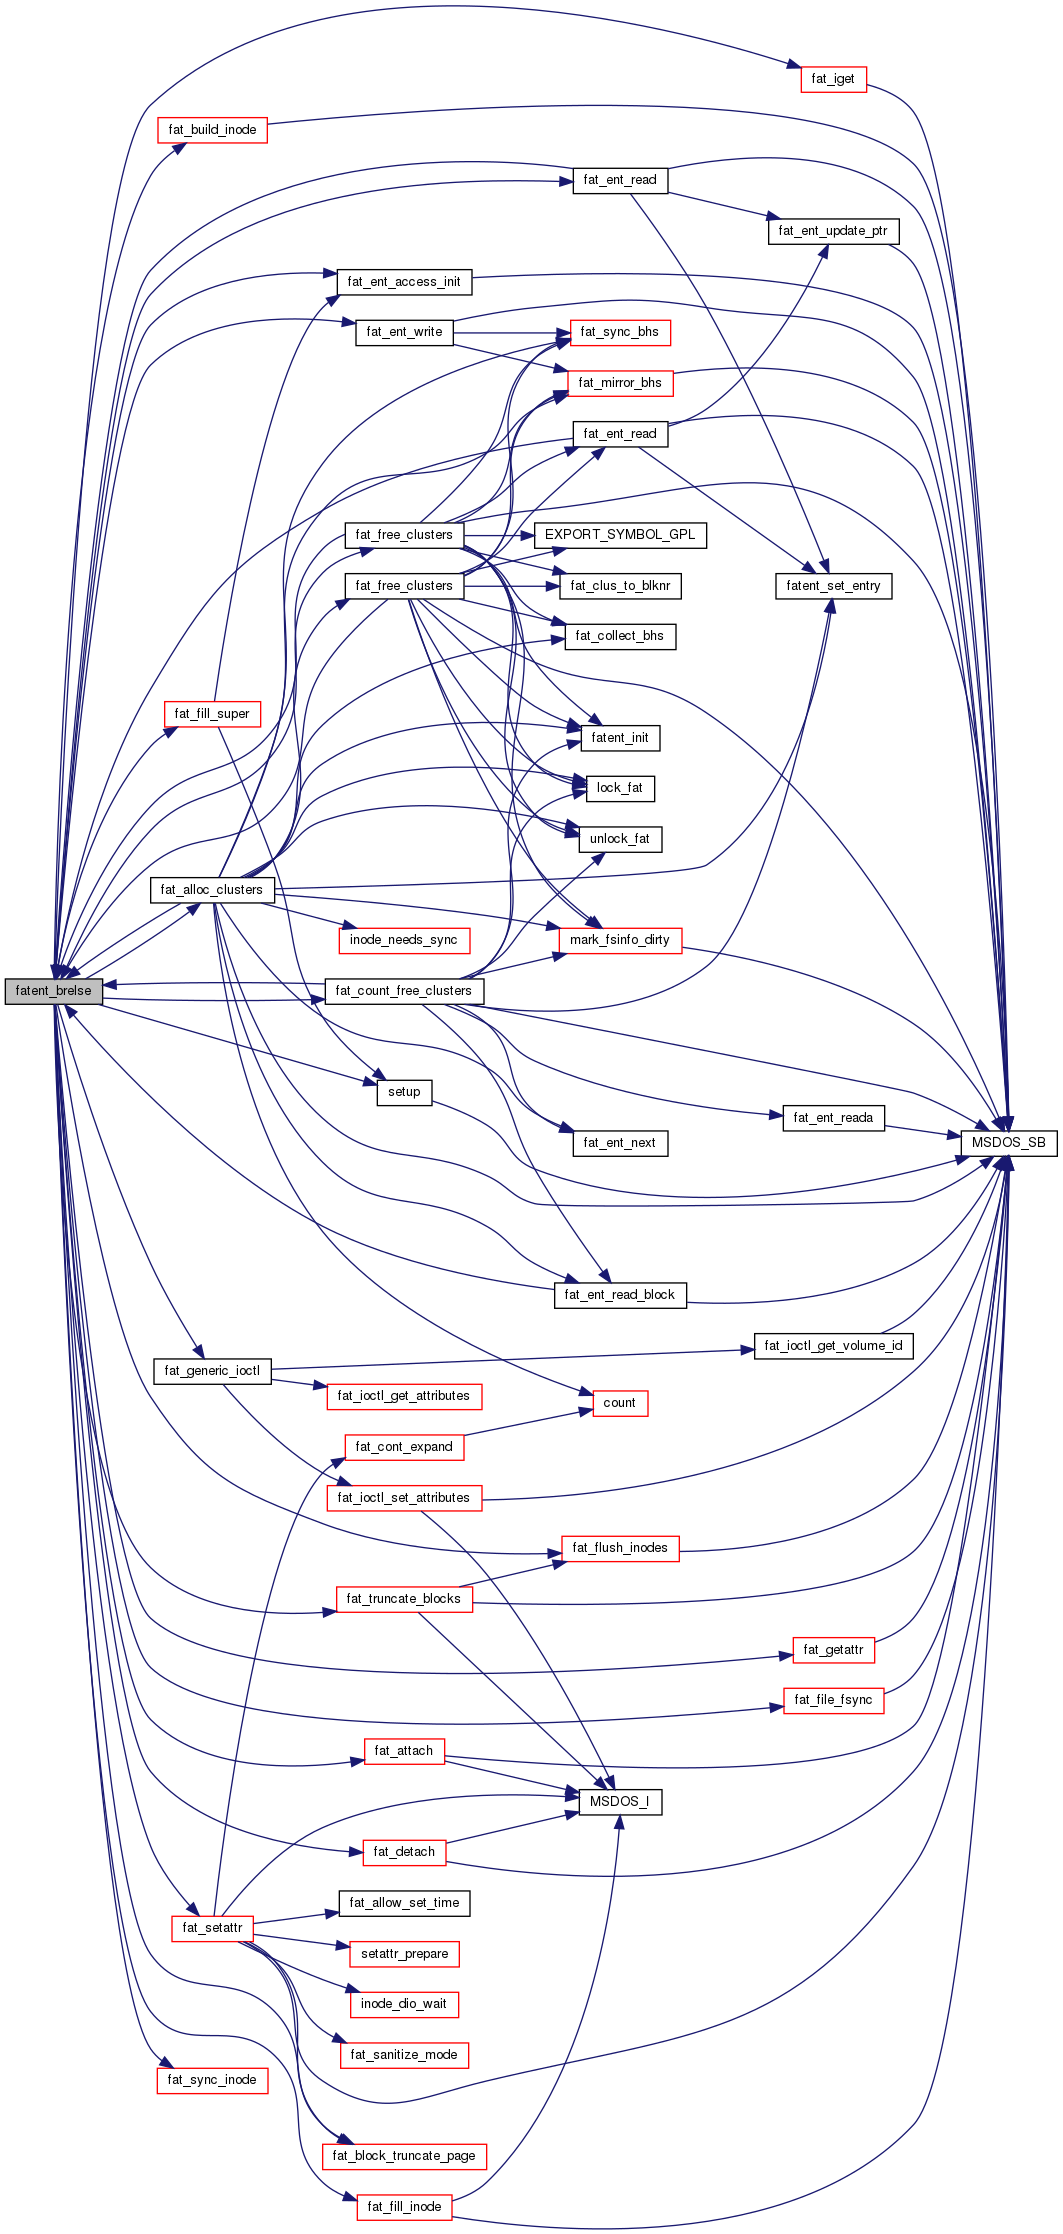 fat_iget
fat_build_inode
fat_ent_read
fat_ent_update_ptr
fat_ent_access_init
fat_ent_write
fat_sync_bhs
fat_mirror_bhs
fat_ent_read
fat_free_clusters
EXPORT_SYMBOL_GPL
fat_free_clusters
fat_clus_to_blknr
fatent_set_entry
fat_collect_bhs
fat_fill_super
fatent_init
lock_fat
unlock_fat
fat_alloc_clusters
inode_needs_sync
mark_fsinfo_dirty
fatent_brelse
fat_count_free_clusters
setup
fat_ent_reada
fat_ent_next
MSDOS_SB
fat_ent_read_block
fat_ioctl_get_volume_id
fat_generic_ioctl
fat_ioctl_get_attributes
count
fat_cont_expand
fat_ioctl_set_attributes
fat_flush_inodes
fat_truncate_blocks
fat_getattr
fat_file_fsync
fat_attach
MSDOS_I
fat_detach
fat_allow_set_time
fat_setattr
setattr_prepare
inode_dio_wait
fat_sanitize_mode
fat_sync_inode
fat_block_truncate_page
fat_fill_inode